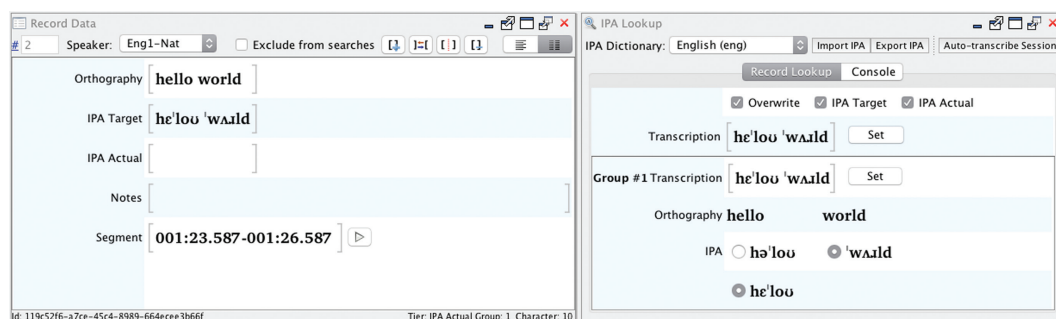 Record Data
# 2 Speaker: Eng1-Nat Exclude from searches
Orthography [hello world]
IPA Target [hɛˈloʊ ˈwʌɹld]
IPA Actual [ ]
Notes [ ]
Segment [001:23.587-001:26.587]
Id: 119c52f6-a7ce-45c4-8989-664ecee3b66f Tier: IPA Actual Group: 1 Character: 10
IPA Lookup
IPA Dictionary: English (eng) Import IPA Export IPA Auto-transcribe Session
Record Lookup Console
Overwrite IPA Target IPA Actual
Transcription [hɛˈloʊ ˈwʌɹld] Set
Group #1 Transcription [hɛˈloʊ ˈwʌɹld] Set
Orthography hello world
IPA həˈloʊ ˈwʌɹld
hɛˈloʊ